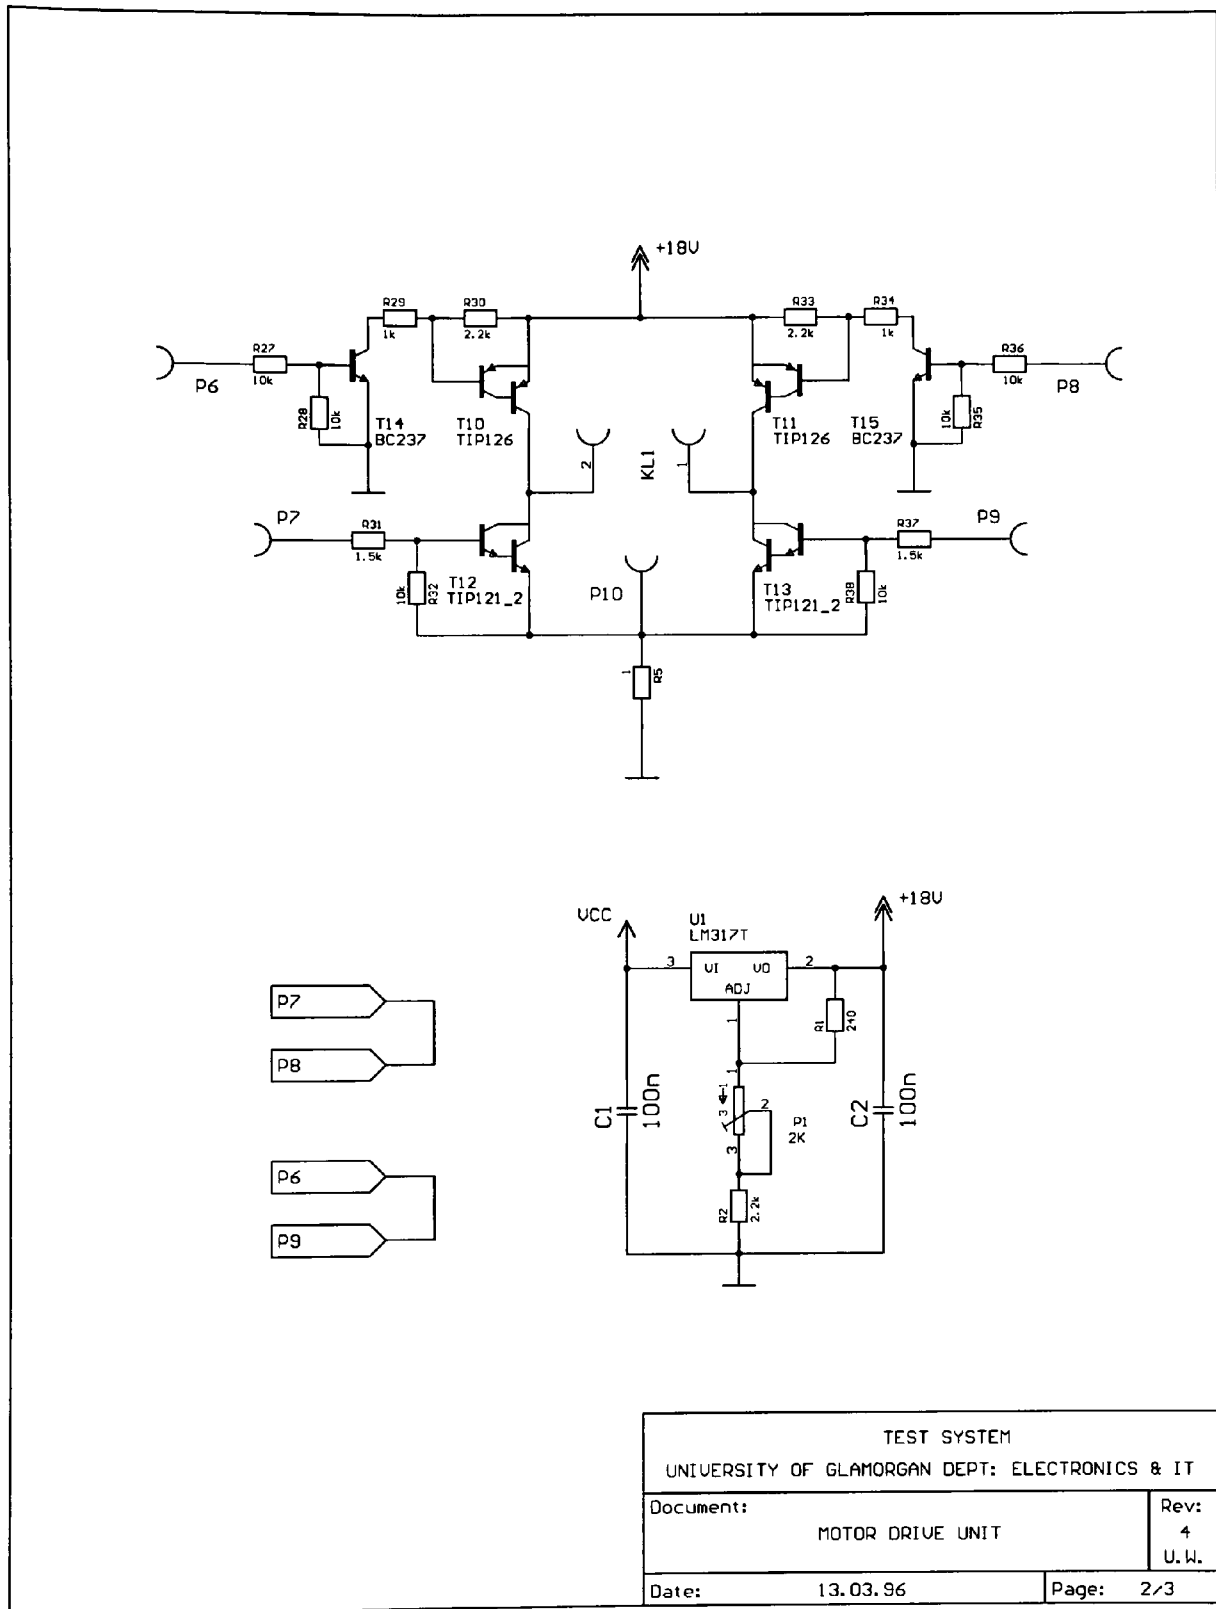 +18V
R29
1k
R30
2.2k
R33
2.2k
R34
1k
P6
R27
10k
R28
10k
T14
BC237
T10
TIP126
T11
TIP126
T15
BC237
R36
10k
R35
10k
P8
2
KL1
1
P7
R31
1.5k
R32
10k
T12
TIP121_2
P10
T13
TIP121_2
R37
1.5k
R38
10k
P9
1
R5
VCC
U1
LM317T
+18V
3
VI
VO
2
ADJ
1
R1
240
P7
P8
P6
P9
C1
100n
1
3
1
2
3
P1
2K
C2
100n
R2
2.2k
TEST SYSTEM
UNIVERSITY OF GLAMORGAN DEPT: ELECTRONICS & IT
Document:
MOTOR DRIVE UNIT
Rev:
4
U.W.
Date: 13.03.96
Page: 2/3